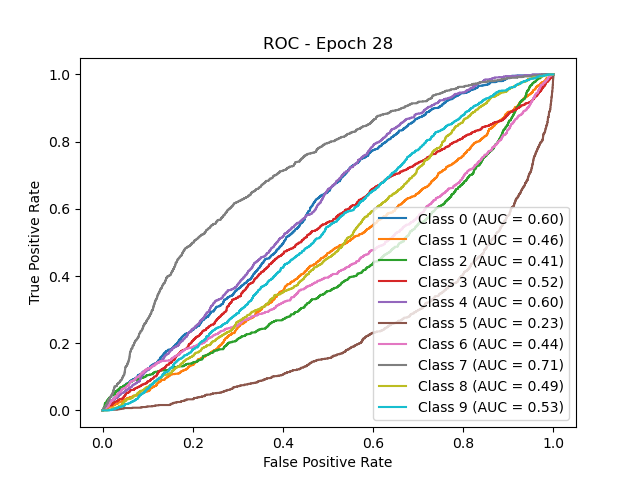 ROC - Epoch 28
True Positive Rate
1.0
0.8
0.6
0.4
0.2
0.0
Class 0 (AUC = 0.60)
Class 1 (AUC = 0.46)
Class 2 (AUC = 0.41)
Class 3 (AUC = 0.52)
Class 4 (AUC = 0.60)
Class 5 (AUC = 0.23)
Class 6 (AUC = 0.44)
Class 7 (AUC = 0.71)
Class 8 (AUC = 0.49)
Class 9 (AUC = 0.53)
0.0 0.2 0.4 0.6 0.8 1.0
False Positive Rate